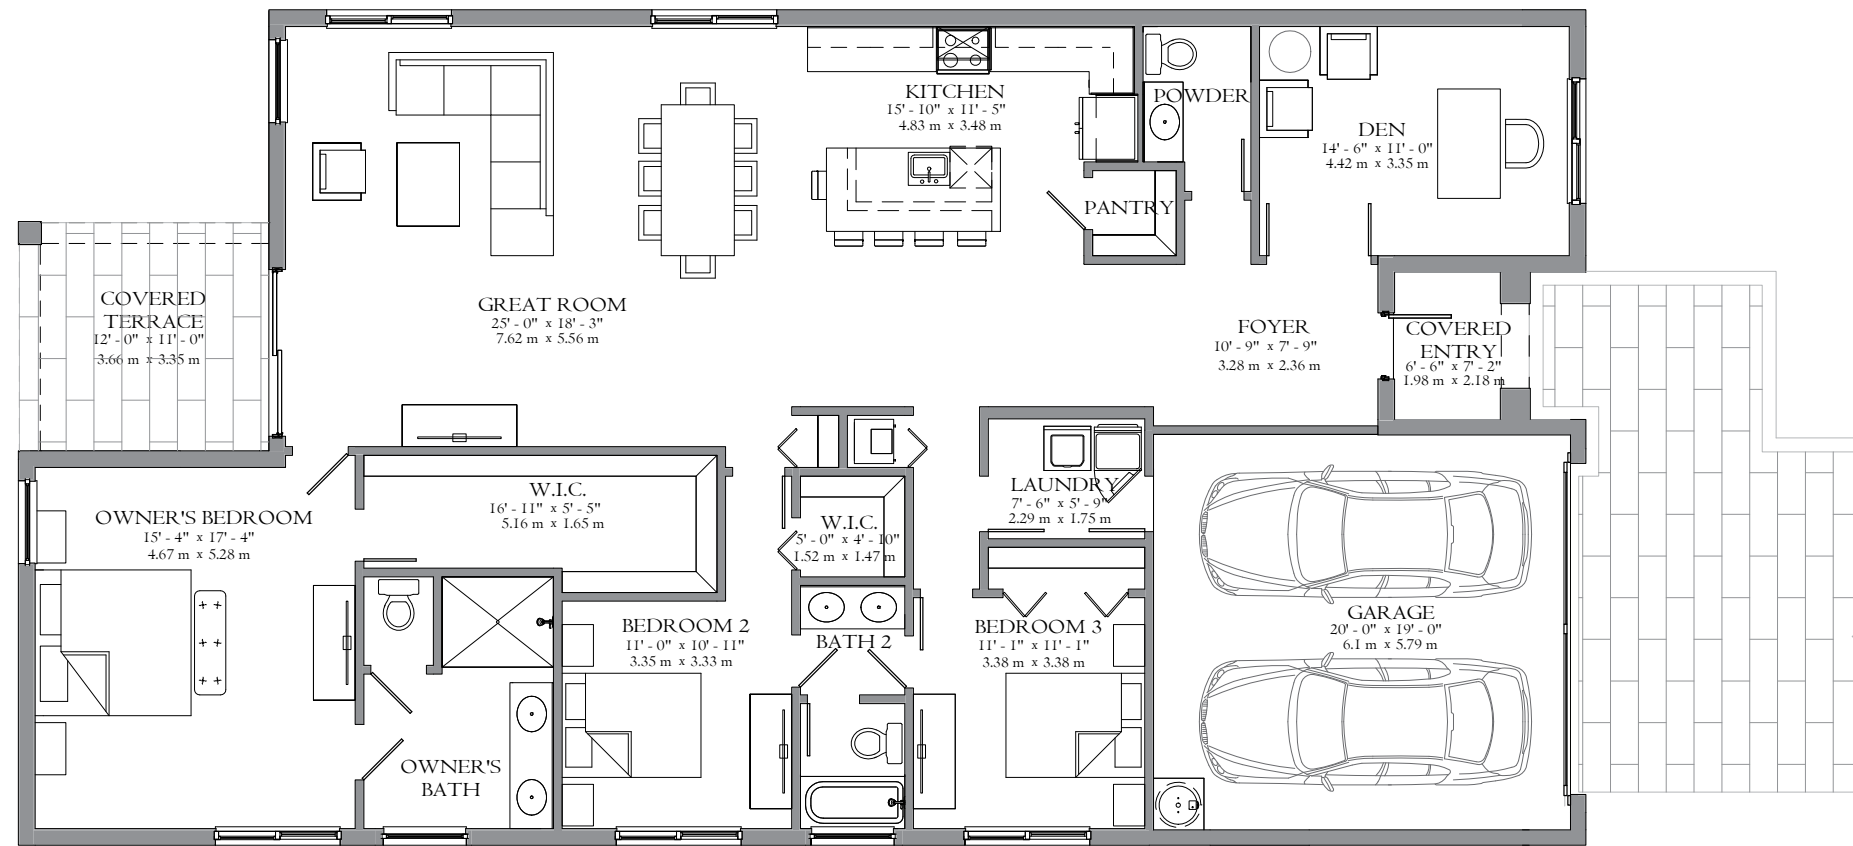 KITCHEN
15' - 10" x 11' - 5"
4.83 m x 3.48 m
POWDER
DEN
14' - 6" x 11' - 0"
4.42 m x 3.35 m
PANTRY
COVERED
TERRACE
12' - 0" x 11' - 0"
3.66 m x 3.35 m
GREAT ROOM
25' - 0" x 18' - 3"
7.62 m x 5.56 m
FOYER
10' - 9" x 7' - 9"
3.28 m x 2.36 m
COVERED
ENTRY
6' - 6" x 7' - 2"
1.98 m x 2.18 m
OWNER'S BEDROOM
15' - 4" x 17' - 4"
4.67 m x 5.28 m
W.I.C.
16' - 11" x 5' - 5"
5.16 m x 1.65 m
W.I.C.
5' - 0" x 4' - 10"
1.52 m x 1.47 m
LAUNDRY
7' - 6" x 5' - 9"
2.29 m x 1.75 m
BEDROOM 2
11' - 0" x 10' - 11"
3.35 m x 3.33 m
BATH 2
BEDROOM 3
11' - 1" x 11' - 1"
3.38 m x 3.38 m
GARAGE
20' - 0" x 19' - 0"
6.1 m x 5.79 m
OWNER'S
BATH